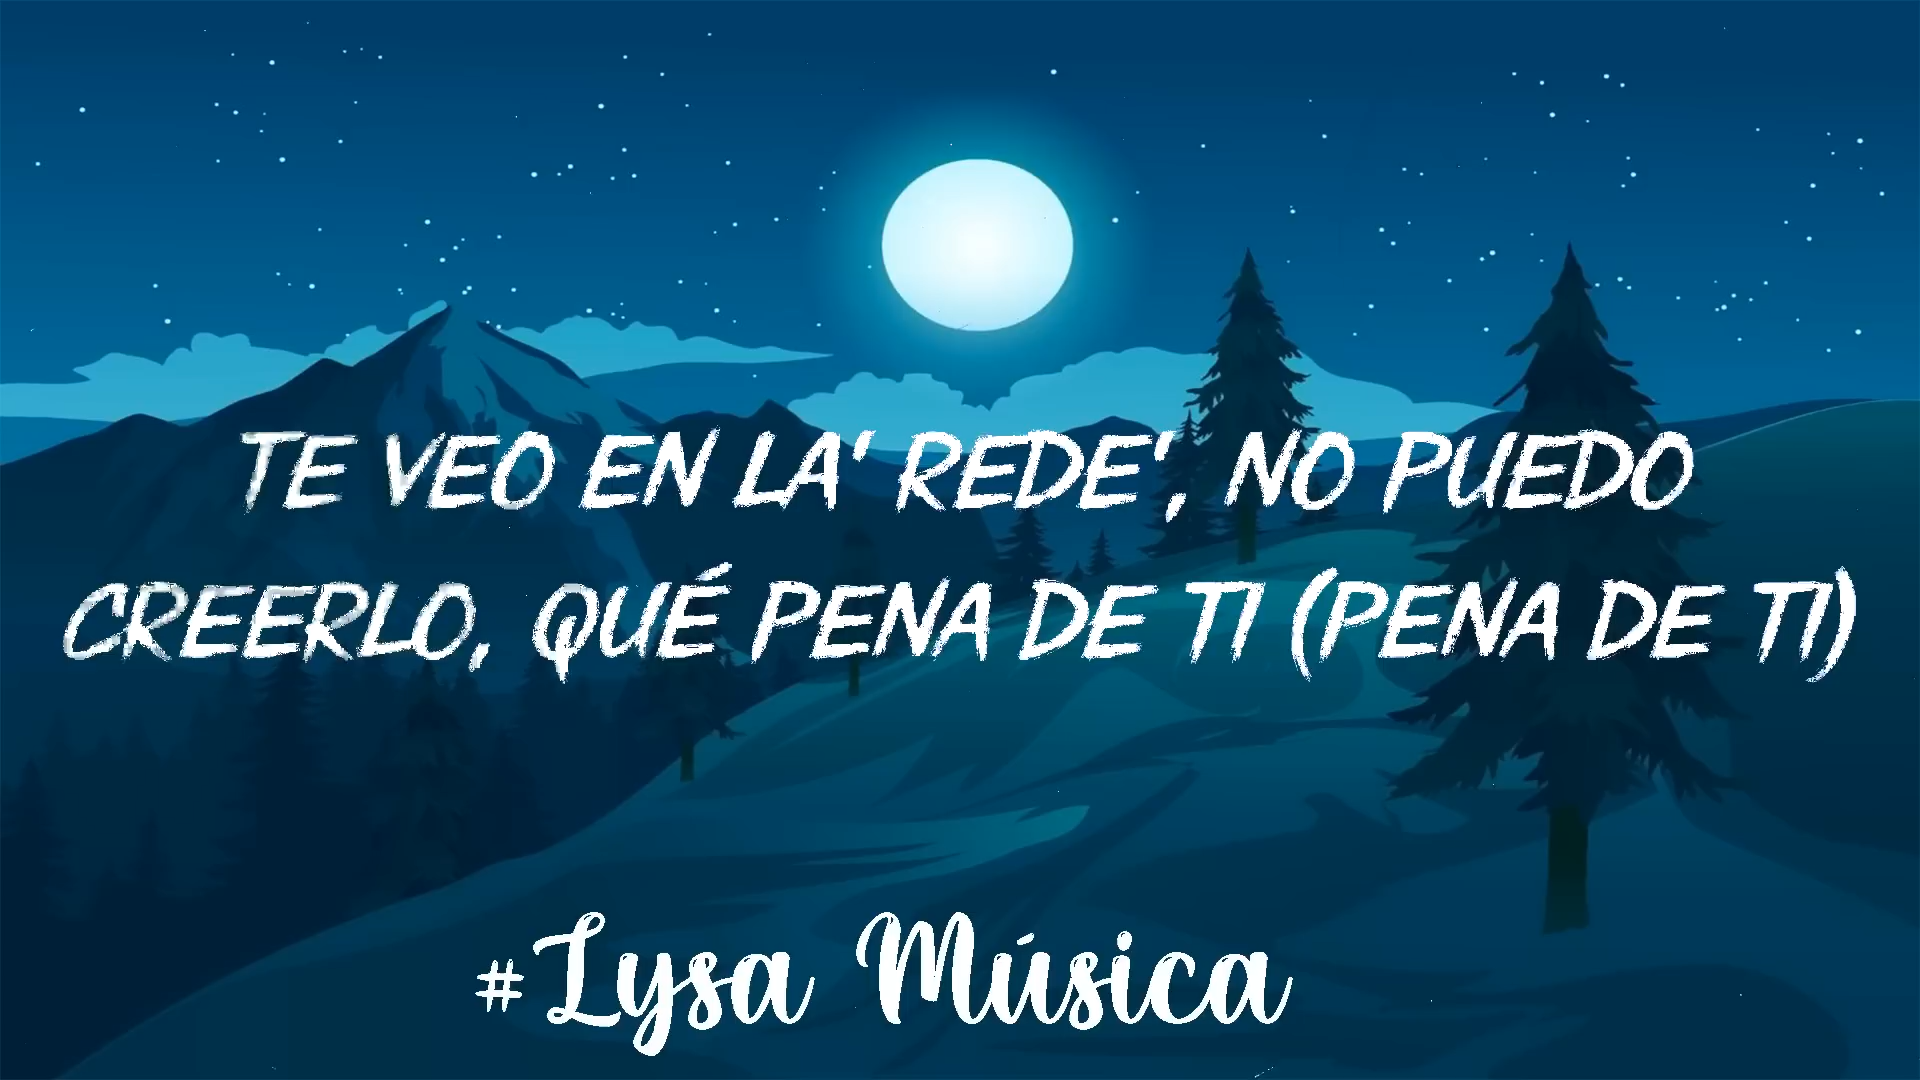 TE VEO EN LA' REDE', NO PUEDO
CREERLO, QUÉ PENA DE TI (PENA DE TI)
#Lysa Música